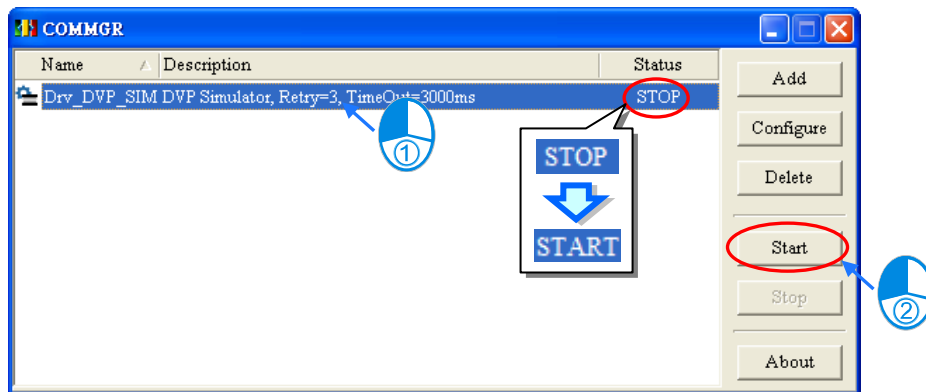 COMMGR
Name Description Status
Drv_DVP_SIM DVP Simulator, Retry=3, TimeOut=3000ms STOP
Add
Configure
Delete
Start
Stop
About
STOP
START
1
2